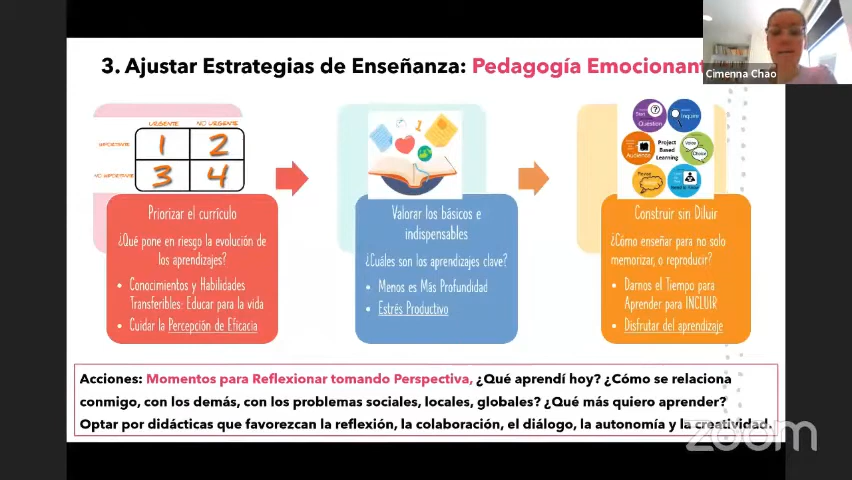 3. Ajustar Estrategias de Enseñanza: Pedagogía Emocionant
Cimenna Chao
URGENTE
NO URGENTE
IMPORTANTE
NO IMPORTANTE
1
2
3
4
Question
Inquire
Project
Based
Learning
Voice
Choice
Audience
Priorizar el currículo
¿Qué pone en riesgo la evolución de
los aprendizajes?
• Conocimientos y Habilidades
Transferibles: Educar para la vida
• Cuidar la Percepción de Eficacia
Valorar los básicos e
indispensables
¿Cuáles son los aprendizajes clave?
• Menos es Más Profundidad
• Estrés Productivo
Construir sin Diluir
¿Cómo enseñar para no solo
memorizar, o reproducir?
• Darnos el Tiempo para
Aprender para INCLUIR
• Disfrutar del aprendizaje
Acciones: Momentos para Reflexionar tomando Perspectiva, ¿Qué aprendí hoy? ¿Cómo se relaciona
conmigo, con los demás, con los problemas sociales, locales, globales? ¿Qué más quiero aprender?
Optar por didácticas que favorezcan la reflexión, la colaboración, el diálogo, la autonomía y la creatividad.
zoom